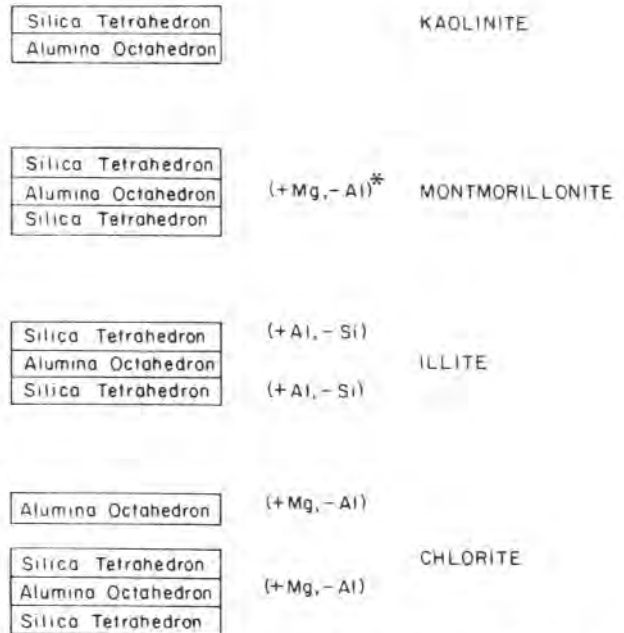 Silica Tetrahedron KAOLINITE
Alumina Octahedron
Silica Tetrahedron
Alumina Octahedron (+Mg,-Al)* MONTMORILLONITE
Silica Tetrahedron
Silica Tetrahedron (+Al,-Si)
Alumina Octahedron ILLITE
Silica Tetrahedron (+Al,-Si)
Alumina Octahedron (+Mg,-Al)
Silica Tetrahedron CHLORITE
Alumina Octahedron (+Mg,-Al)
Silica Tetrahedron